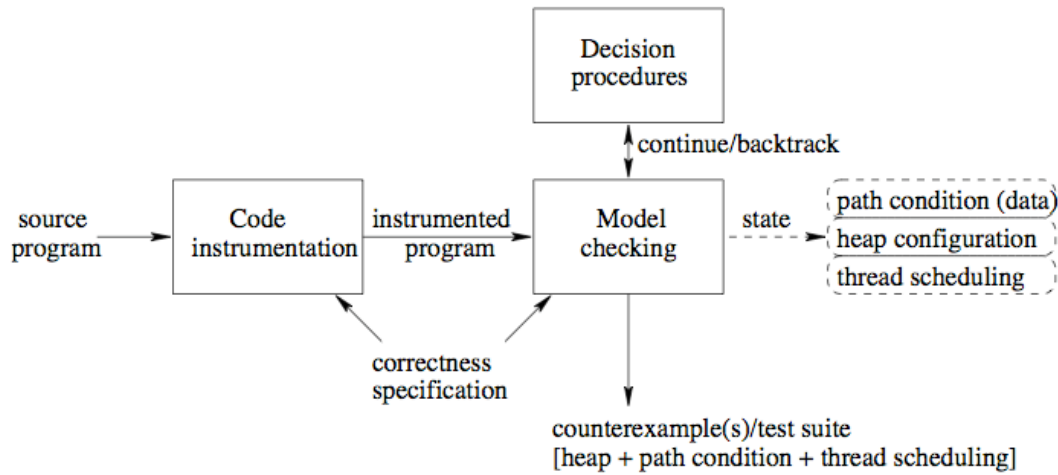 Decision
procedures
continue/backtrack
source
program
Code
instrumentation
instrumented
program
Model
checking
state
path condition (data)
heap configuration
thread scheduling
correctness
specification
counterexample(s)/test suite
[heap + path condition + thread scheduling]